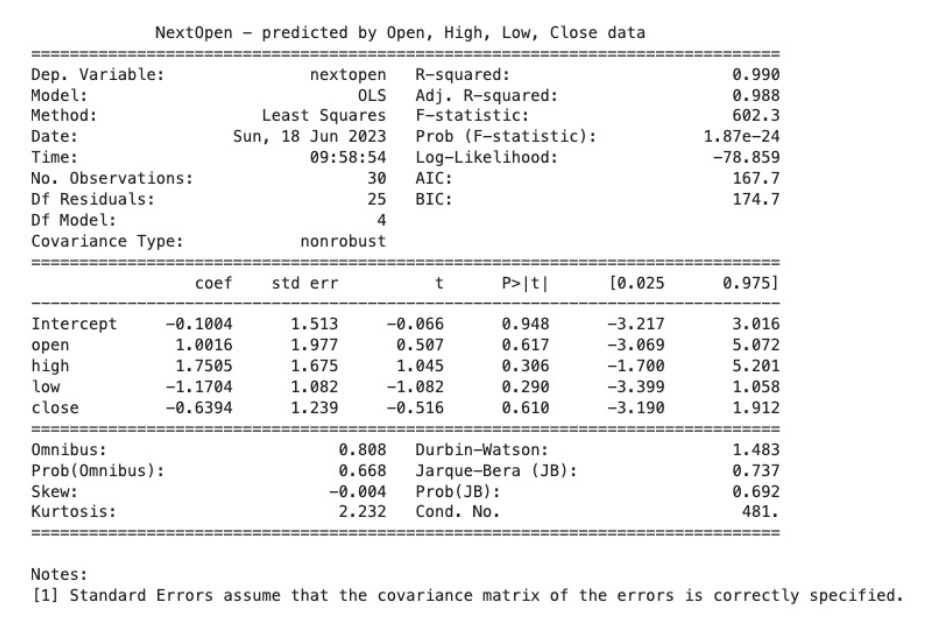 NextOpen - predicted by Open, High, Low, Close data
==============================================================================
Dep. Variable: nextopen R-squared: 0.990
Model: OLS Adj. R-squared: 0.988
Method: Least Squares F-statistic: 602.3
Date: Sun, 18 Jun 2023 Prob (F-statistic): 1.87e-24
Time: 09:58:54 Log-Likelihood: -78.859
No. Observations: 30 AIC: 167.7
Df Residuals: 25 BIC: 174.7
Df Model: 4
Covariance Type: nonrobust
==============================================================================
coef std err t P>|t| [0.025 0.975]
------------------------------------------------------------------------------
Intercept -0.1004 1.513 -0.066 0.948 -3.217 3.016
open 1.0016 1.977 0.507 0.617 -3.069 5.072
high 1.7505 1.675 1.045 0.306 -1.700 5.201
low -1.1704 1.082 -1.082 0.290 -3.399 1.058
close -0.6394 1.239 -0.516 0.610 -3.190 1.912
==============================================================================
Omnibus: 0.808 Durbin-Watson: 1.483
Prob(Omnibus): 0.668 Jarque-Bera (JB): 0.737
Skew: -0.004 Prob(JB): 0.692
Kurtosis: 2.232 Cond. No. 481.
==============================================================================
Notes:
[1] Standard Errors assume that the covariance matrix of the errors is correctly specified.